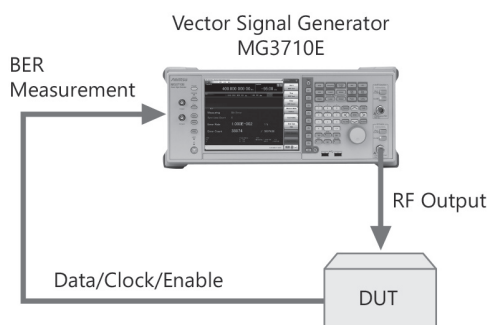 Vector Signal Generator
MG3710E
BER
Measurement
RF Output
Data/Clock/Enable
DUT